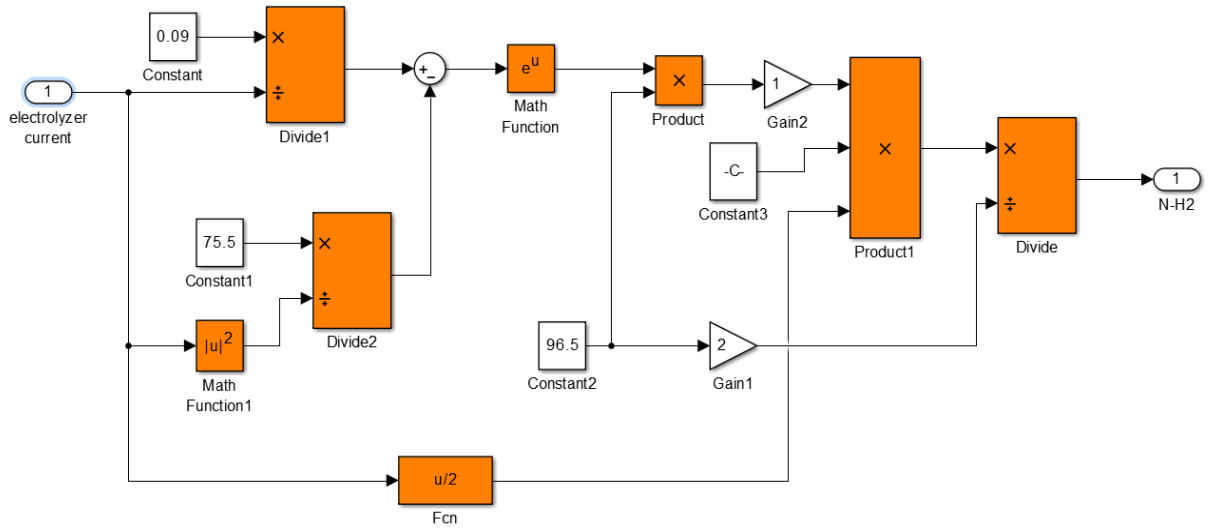 0.09
Constant
×
÷
Divide1
1
electrolyzer
current
+
−
e^u
Math
Function
×
Product
1
Gain2
-C-
Constant3
×
Product1
×
÷
Divide
1
N-H2
75.5
Constant1
×
÷
Divide2
|u|^2
Math
Function1
96.5
Constant2
2
Gain1
u/2
Fcn